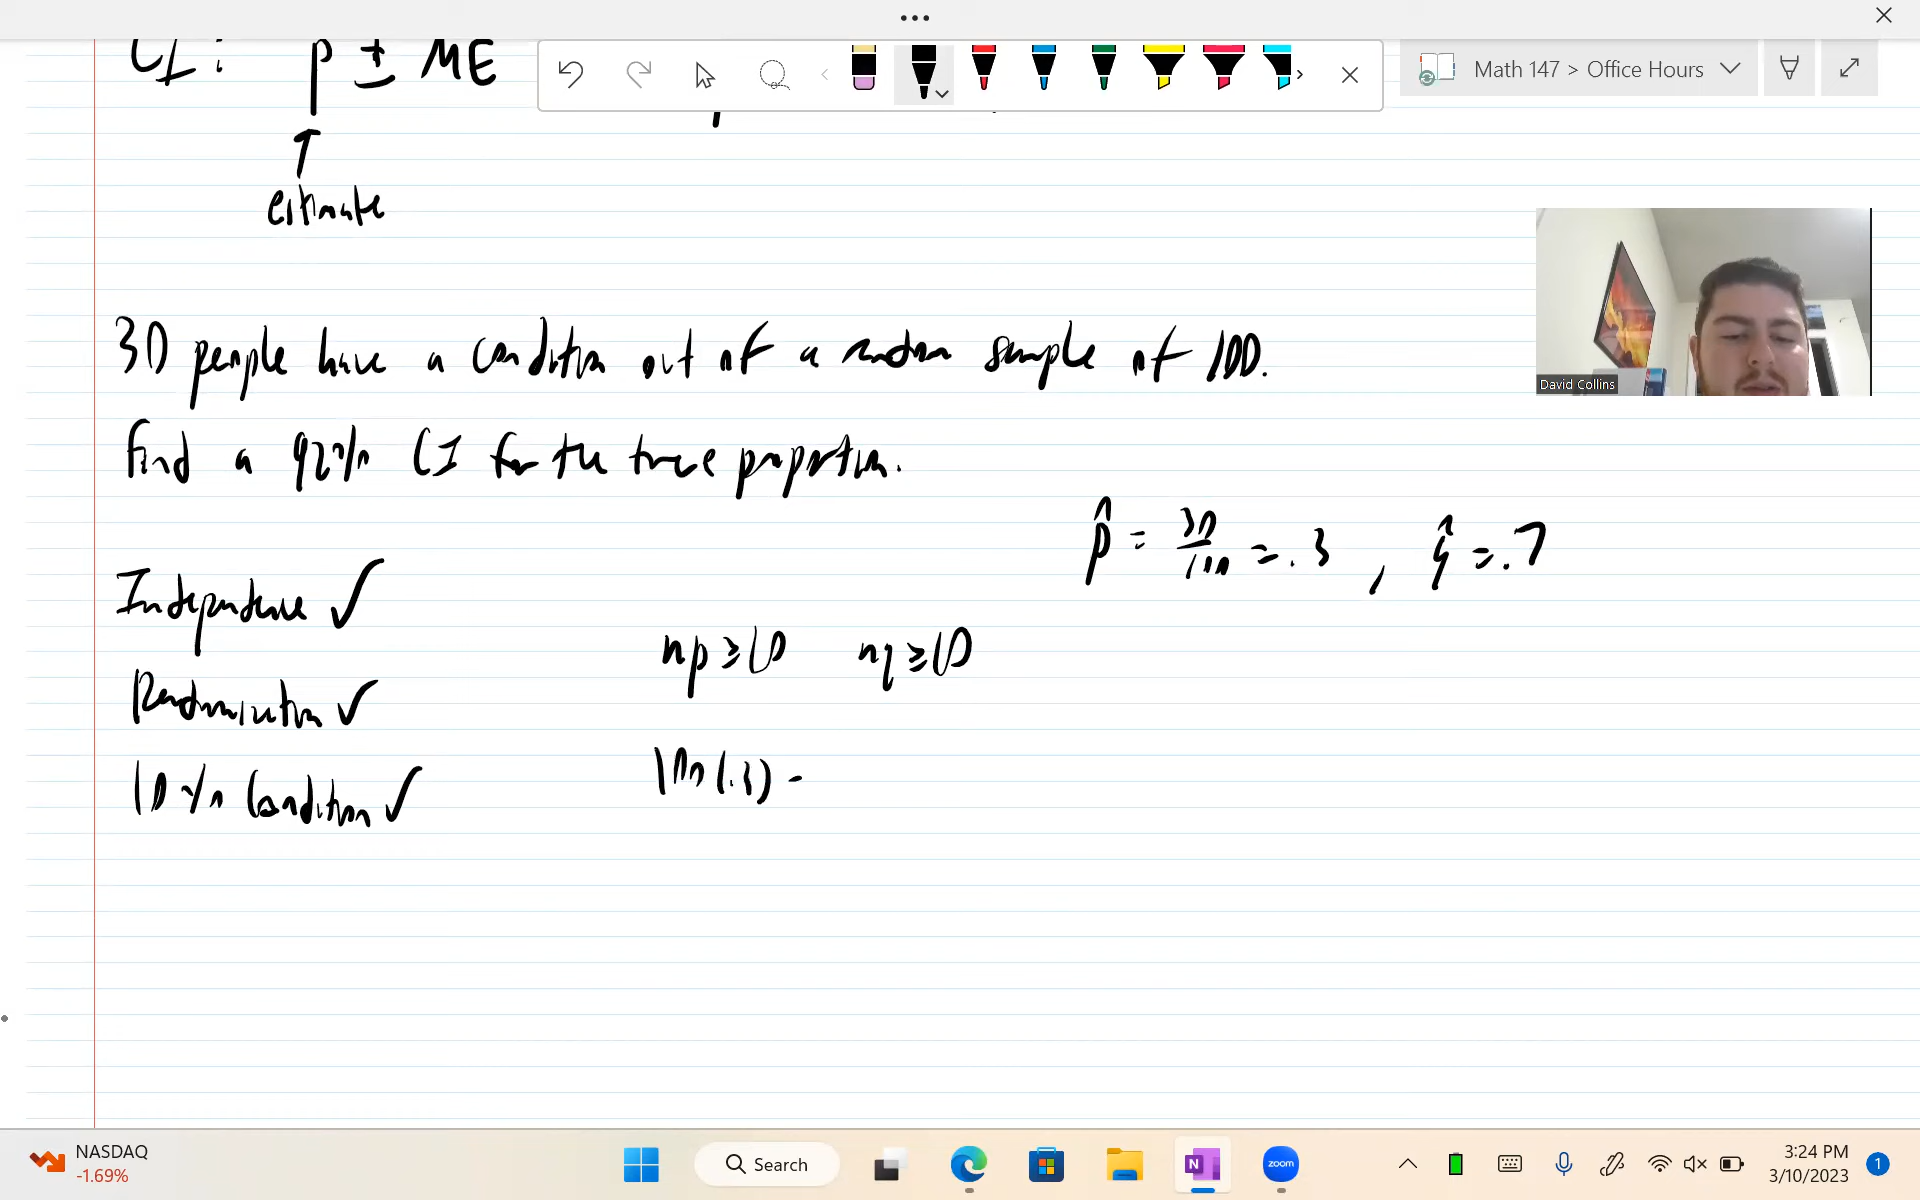 CI: p ± ME
Math 147 > Office Hours
↑
estimate
30 people have a condition out of a random sample of 100.
David Collins
Find a 92% CI for the true proportion.
p̂ = 30/100 = .3 , q̂ = .7
Independence ✓
np ≥ 10 nq ≥ 10
Randomization ✓
100(.3) -
10% Condition ✓
NASDAQ
-1.69%
Search
N
zoom
3:24 PM
3/10/2023
1